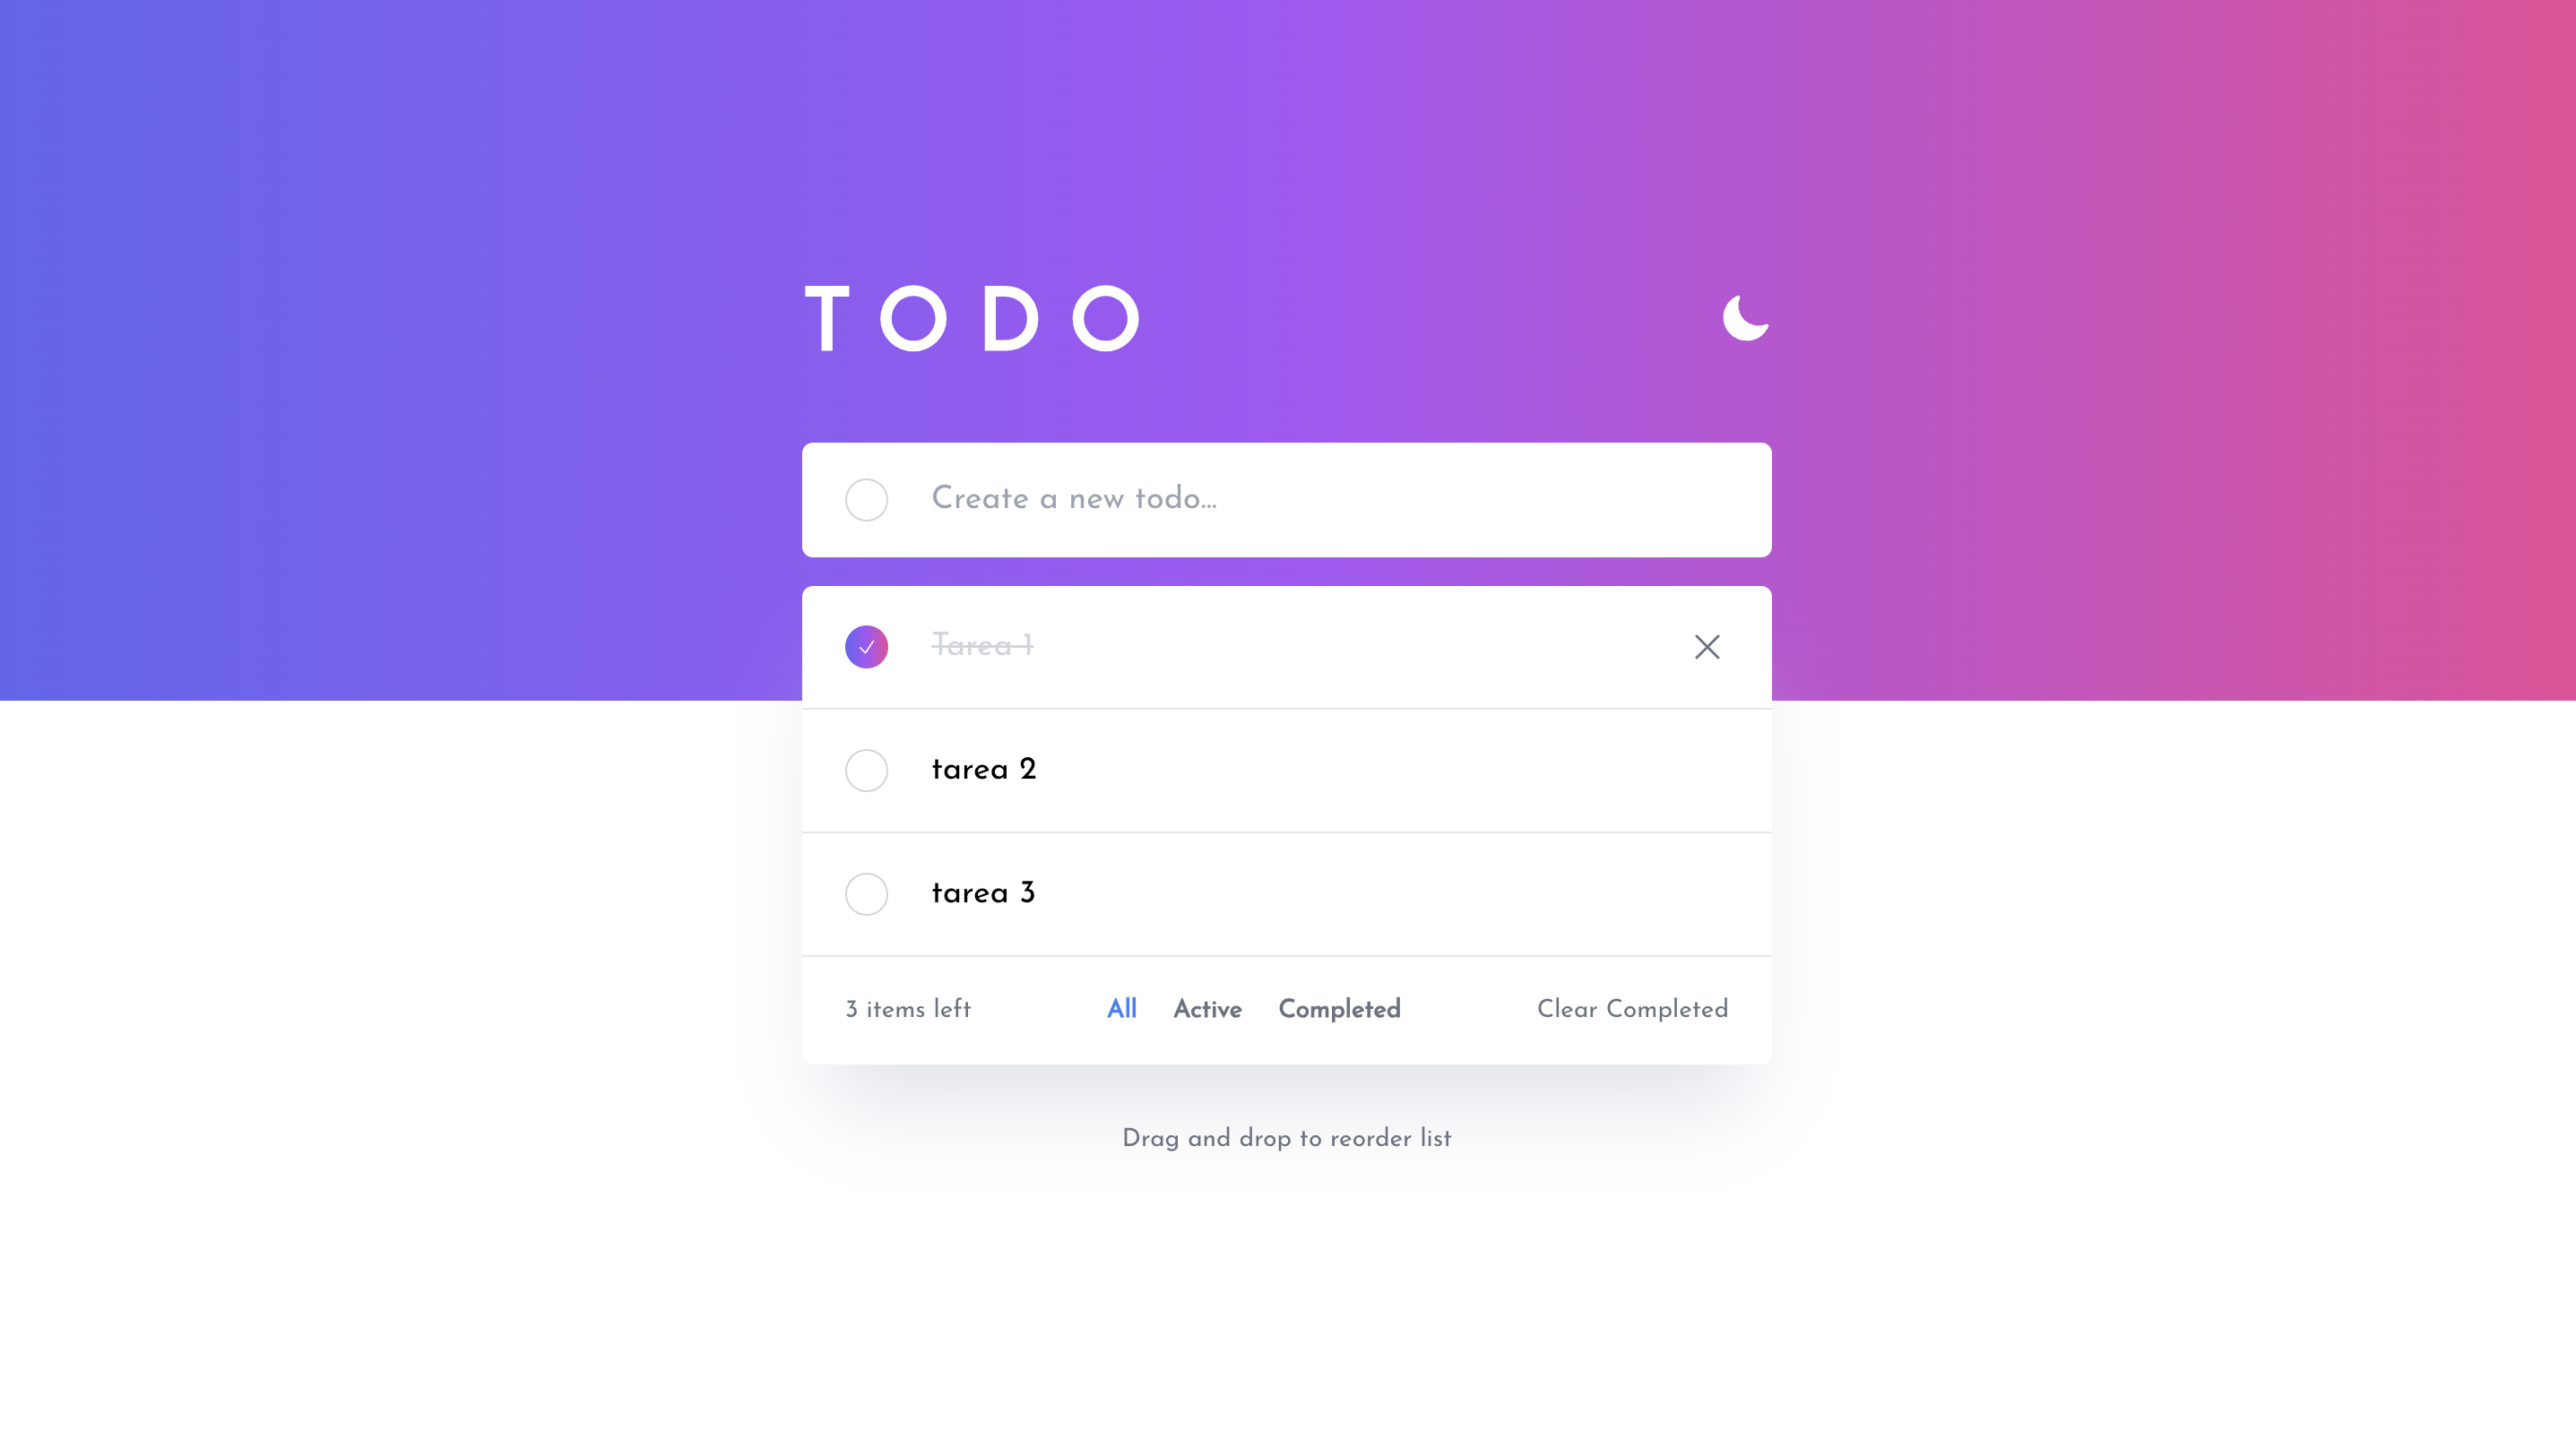 TODO
Create a new todo...
Tarea 1
tarea 2
tarea 3
3 items left All Active Completed Clear Completed
Drag and drop to reorder list